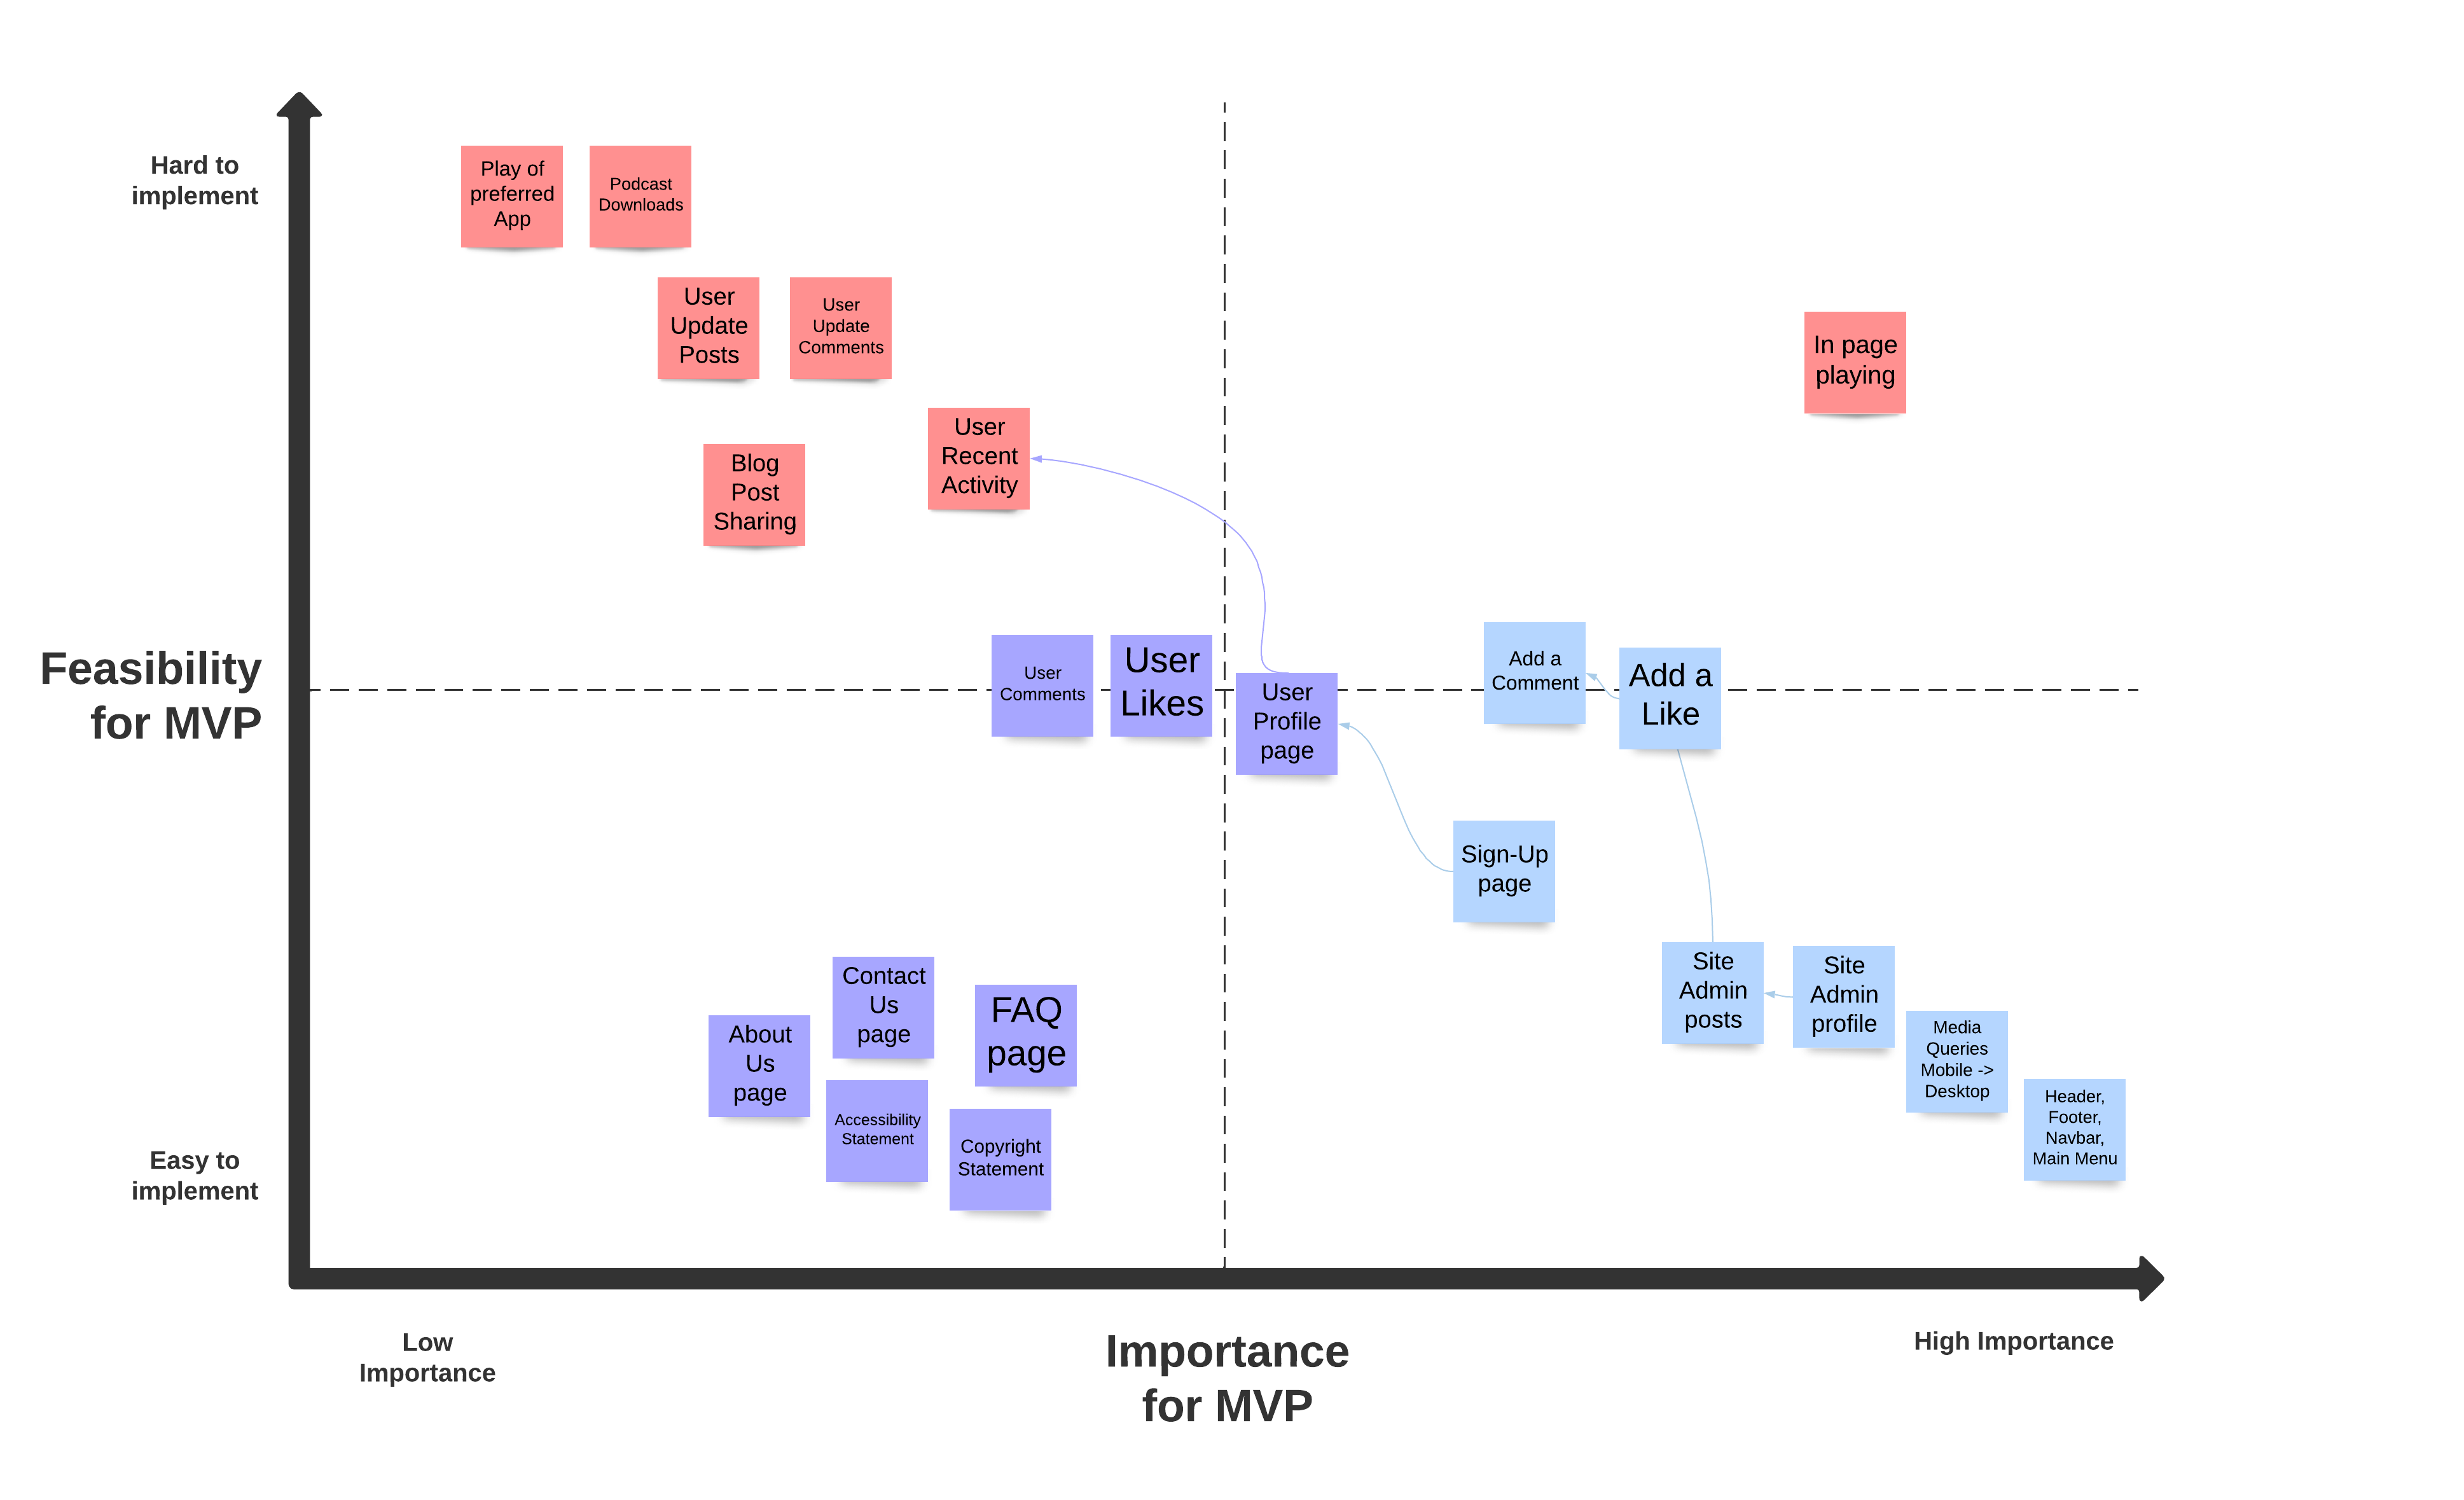 Hard to
implement
Play of
preferred
App
Podcast
Downloads
User
Update
Posts
User
Update
Comments
In page
playing
User
Recent
Activity
Blog
Post
Sharing
Feasibility
for MVP
User
Comments
User
Likes
User
Profile
page
Add a
Comment
Add a
Like
Sign-Up
page
Site
Admin
posts
Site
Admin
profile
Media
Queries
Mobile ->
Desktop
Header,
Footer,
Navbar,
Main Menu
Contact
Us
page
FAQ
page
About
Us
page
Accessibility
Statement
Copyright
Statement
Easy to
implement
Low
Importance
Importance
for MVP
High Importance